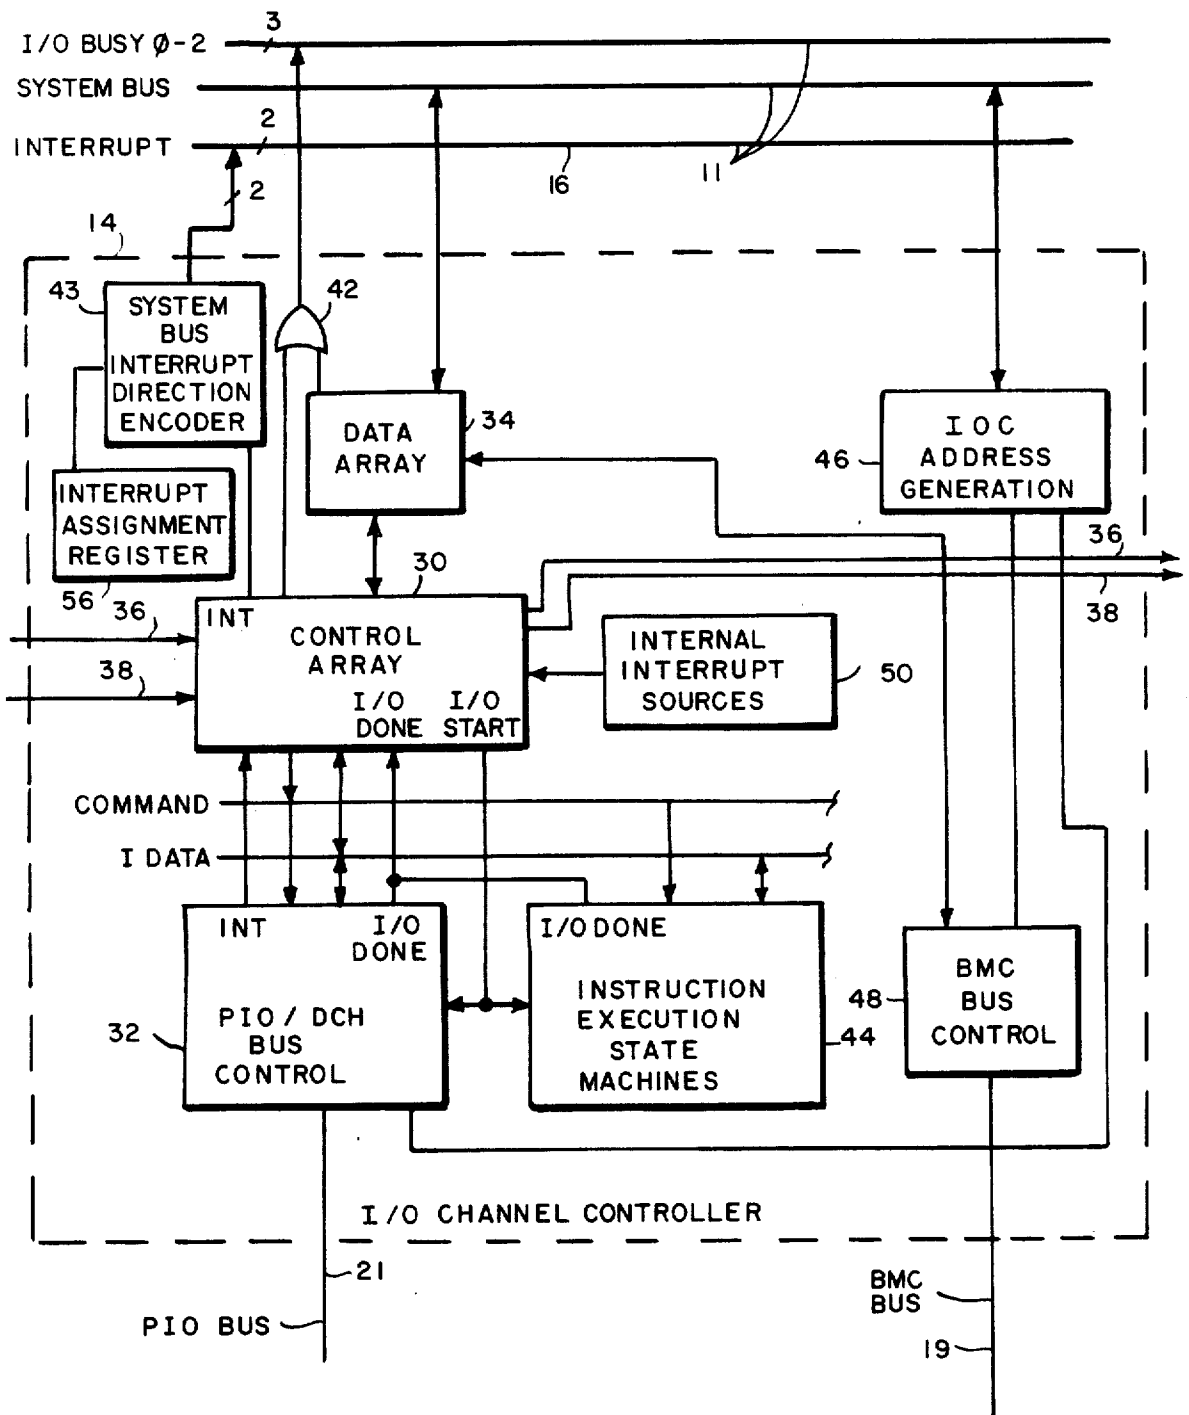 I/O BUSY Ø-2
3
SYSTEM BUS
INTERRUPT
2
2
16
11
14
43
SYSTEM
BUS
INTERRUPT
DIRECTION
ENCODER
42
DATA
ARRAY
34
IOC
ADDRESS
GENERATION
46
INTERRUPT
ASSIGNMENT
REGISTER
56
36
38
30
36
38
INT
CONTROL
ARRAY
I/O
DONE
I/O
START
INTERNAL
INTERRUPT
SOURCES
50
COMMAND
I DATA
INT
I/O
DONE
PIO / DCH
BUS
CONTROL
32
I/O DONE
INSTRUCTION
EXECUTION
STATE
MACHINES
44
48
BMC
BUS
CONTROL
I/O CHANNEL CONTROLLER
21
PIO BUS
BMC
BUS
19